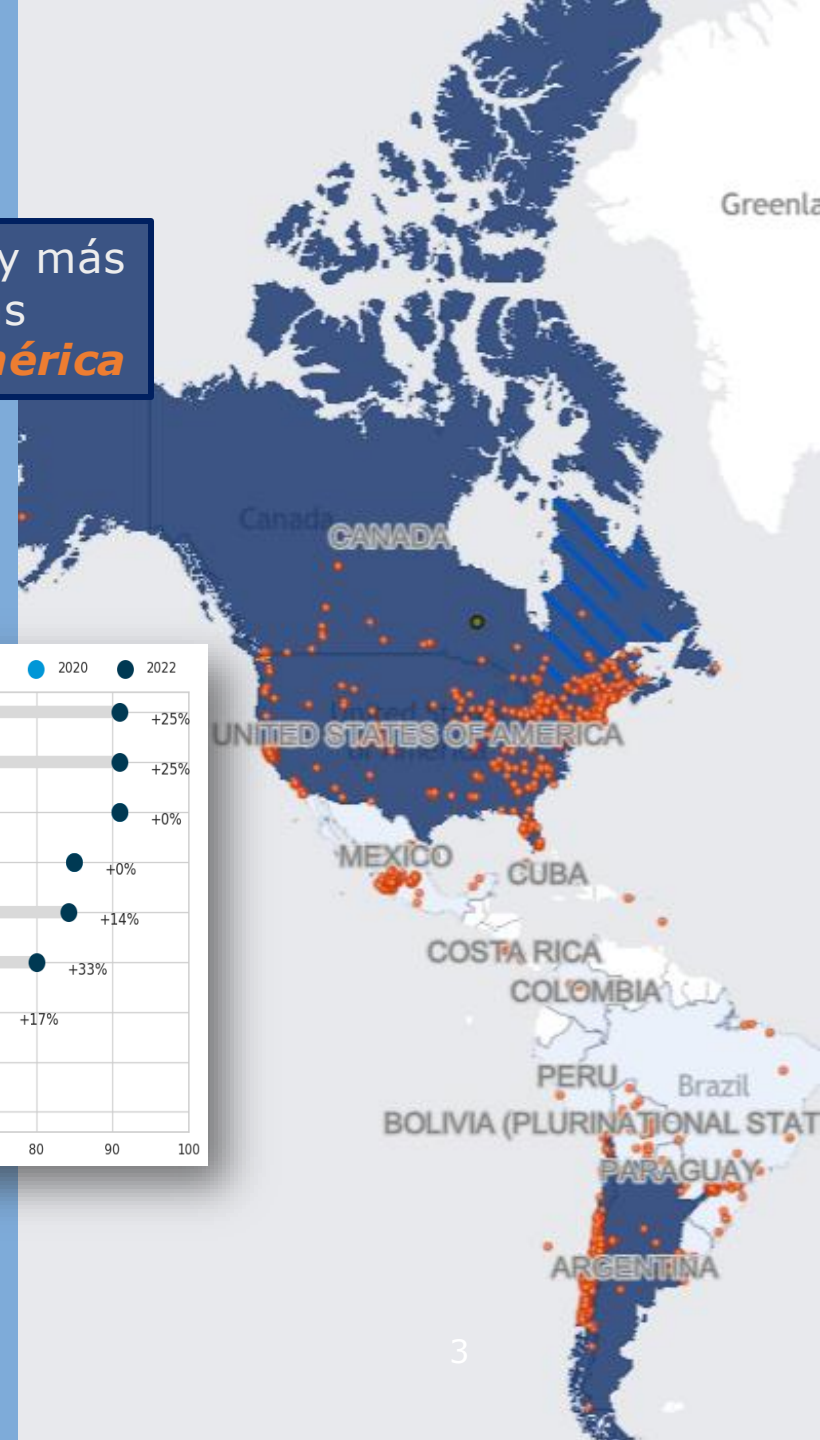 Greenla
y más
s
mérica
Canada
CANADA
2020
2022
+25%
UNITED STATES OF AMERICA
+25%
+0%
MEXICO
+0%
CUBA
+14%
COSTA RICA
+33%
COLOMBIA
+17%
PERU
Brazil
BOLIVIA (PLURINATIONAL STAT
80
90
100
PARAGUAY
ARGENTINA
3